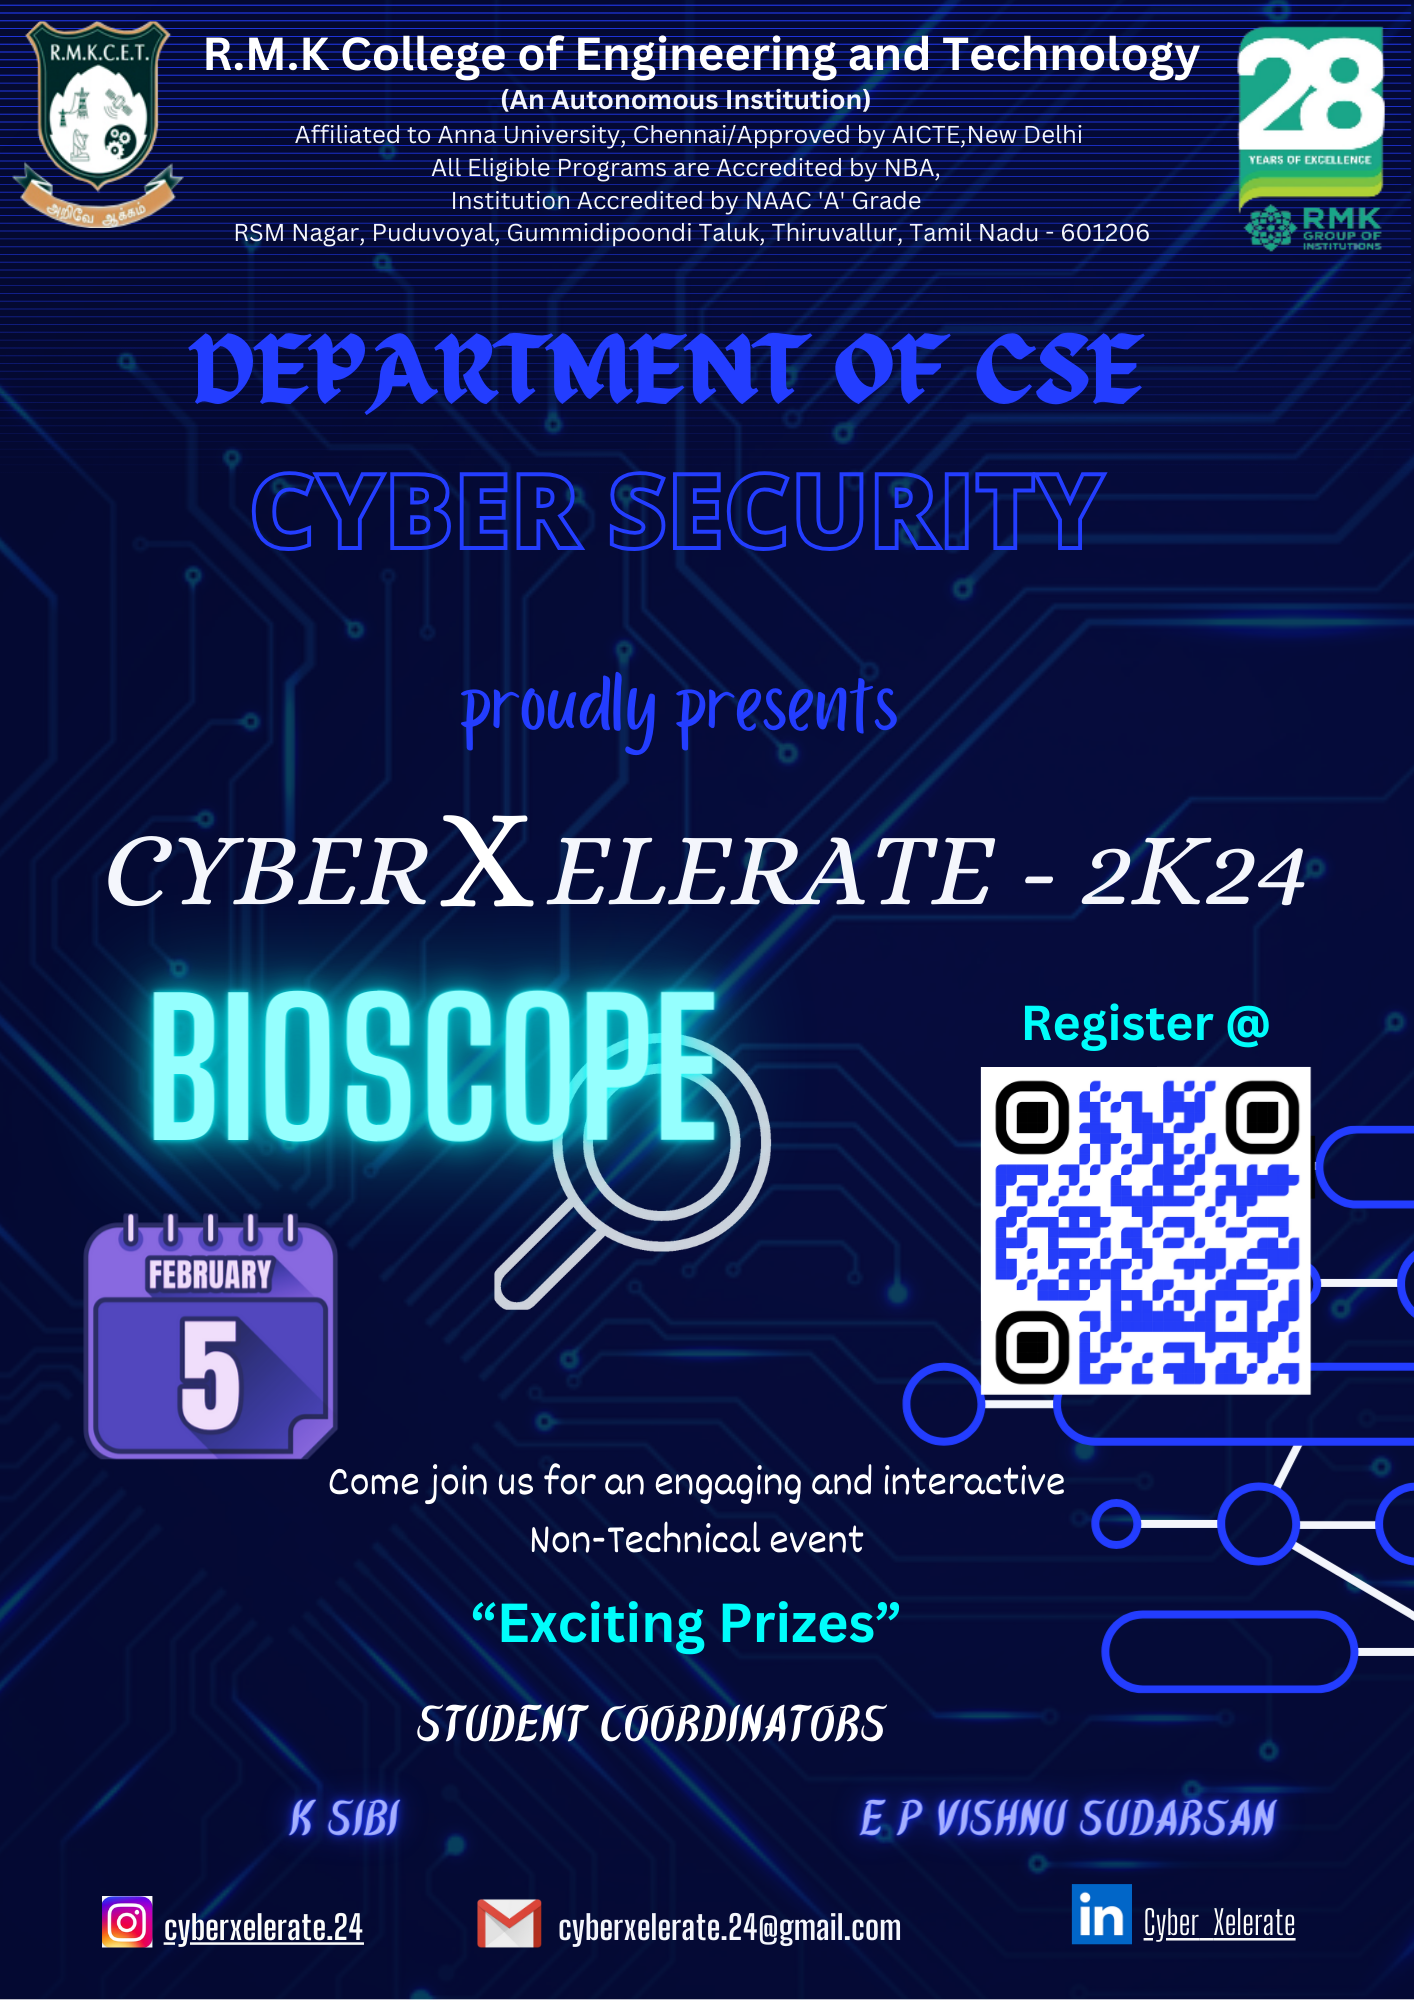 R.M.K.C.E.T.
அறிவே ஆக்கம்
R.M.K College of Engineering and Technology
(An Autonomous Institution)
Affiliated to Anna University, Chennai/Approved by AICTE,New Delhi
All Eligible Programs are Accredited by NBA,
Institution Accredited by NAAC 'A' Grade
RSM Nagar, Puduvoyal, Gummidipoondi Taluk, Thiruvallur, Tamil Nadu - 601206
28
YEARS OF EXCELLENCE
RMK
GROUP OF
INSTITUTIONS
DEPARTMENT OF CSE
CYBER SECURITY
proudly presents
CYBERXELERATE - 2K24
BIOSCOPE
Register @
FEBRUARY
5
Come join us for an engaging and interactive
Non-Technical event
“Exciting Prizes”
STUDENT COORDINATORS
K SIBI
E P VISHNU SUDARSAN
cyberxelerate.24
cyberxelerate.24@gmail.com
in
Cyber_Xelerate